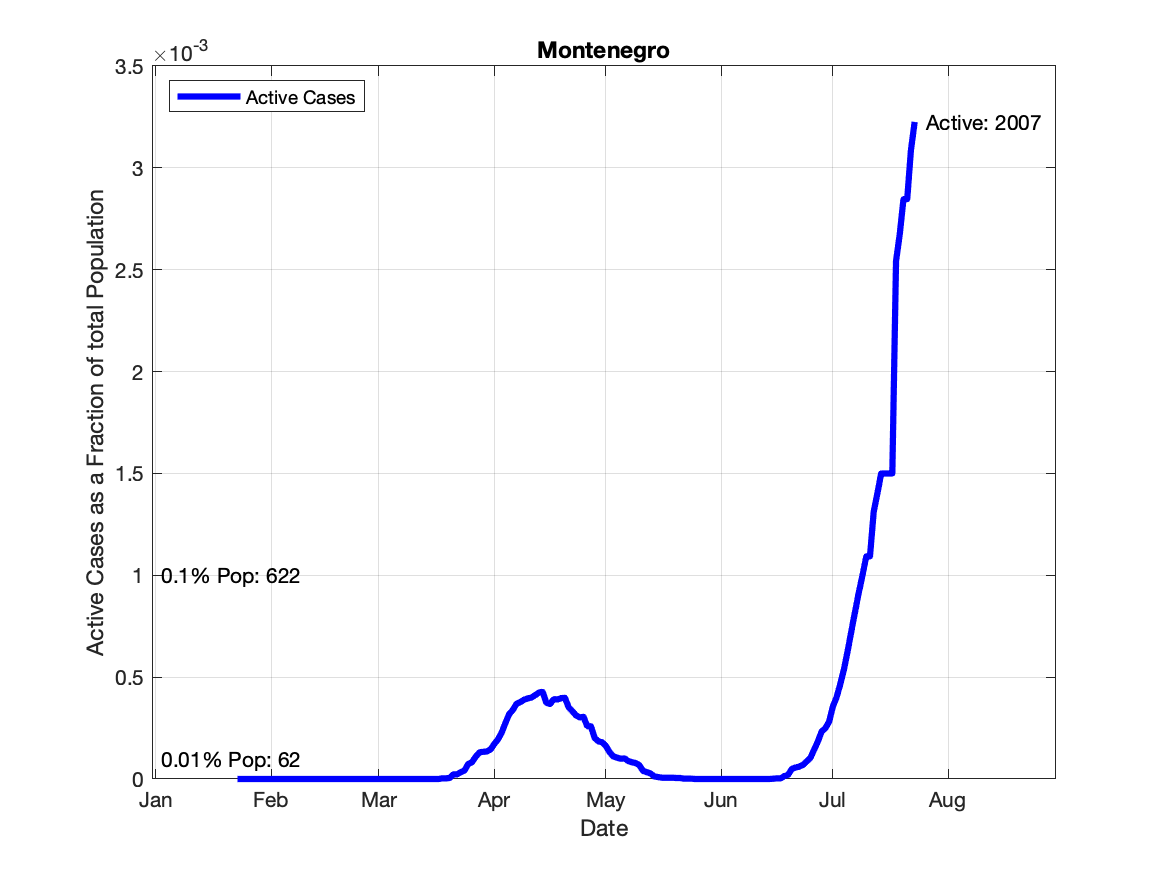 Montenegro
×10-3
3.5
3
2.5
2
1.5
1
0.5
0
Active Cases as a Fraction of total Population
Active Cases
Active: 2007
0.1% Pop: 622
0.01% Pop: 62
Jan
Feb
Mar
Apr
May
Jun
Jul
Aug
Date